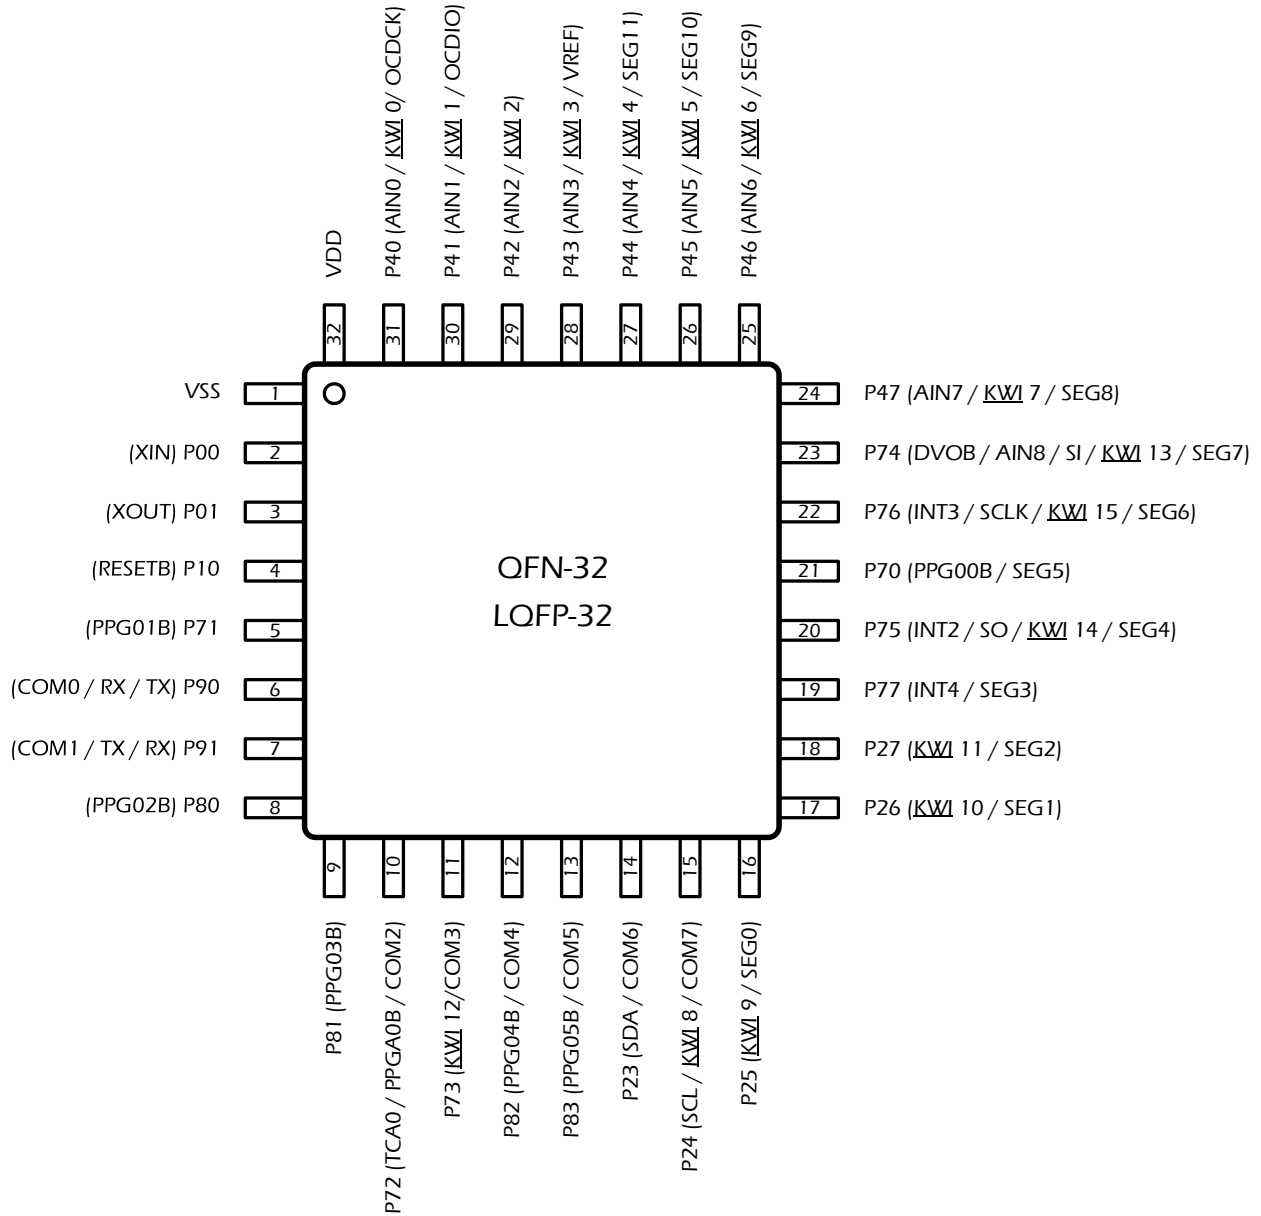 VDD
P40 (AIN0 / KWI 0/ OCDCK)
P41 (AIN1 / KWI 1 / OCDIO)
P42 (AIN2 / KWI 2)
P43 (AIN3 / KWI 3 / VREF)
P44 (AIN4 / KWI 4 / SEG11)
P45 (AIN5 / KWI 5 / SEG10)
P46 (AIN6 / KWI 6 / SEG9)
32
31
30
29
28
27
26
25
VSS 1
(XIN) P00 2
(XOUT) P01 3
(RESETB) P10 4
(PPG01B) P71 5
(COM0 / RX / TX) P90 6
(COM1 / TX / RX) P91 7
(PPG02B) P80 8
QFN-32
LQFP-32
24 P47 (AIN7 / KWI 7 / SEG8)
23 P74 (DVOB / AIN8 / SI / KWI 13 / SEG7)
22 P76 (INT3 / SCLK / KWI 15 / SEG6)
21 P70 (PPG00B / SEG5)
20 P75 (INT2 / SO / KWI 14 / SEG4)
19 P77 (INT4 / SEG3)
18 P27 (KWI 11 / SEG2)
17 P26 (KWI 10 / SEG1)
9
10
11
12
13
14
15
16
P81 (PPG03B)
P72 (TCA0 / PPGA0B / COM2)
P73 (KWI 12/COM3)
P82 (PPG04B / COM4)
P83 (PPG05B / COM5)
P23 (SDA / COM6)
P24 (SCL / KWI 8 / COM7)
P25 (KWI 9 / SEG0)